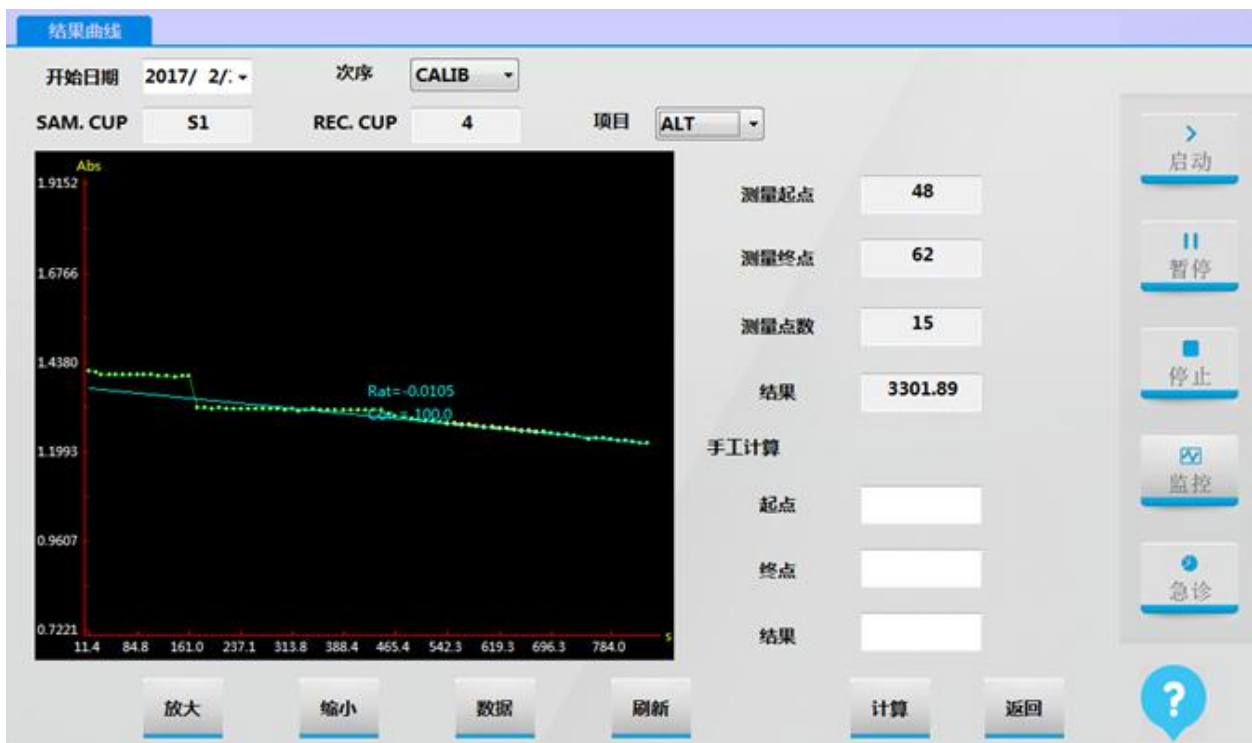 结果曲线
开始日期 2017/ 2/ 次序 CALIB
SAM. CUP S1 REC. CUP 4 项目 ALT
Abs
1.9152
1.6766
1.4380
1.1993
0.9607
0.7221
11.4 84.8 161.0 237.1 313.8 388.4 465.4 542.3 619.3 696.3 784.0
s
Rat=-0.0105
100.0
测量起点 48
测量终点 62
测量点数 15
结果 3301.89
手工计算
起点
终点
结果
启动
暂停
停止
监控
急诊
放大 缩小 数据 刷新 计算 返回
?